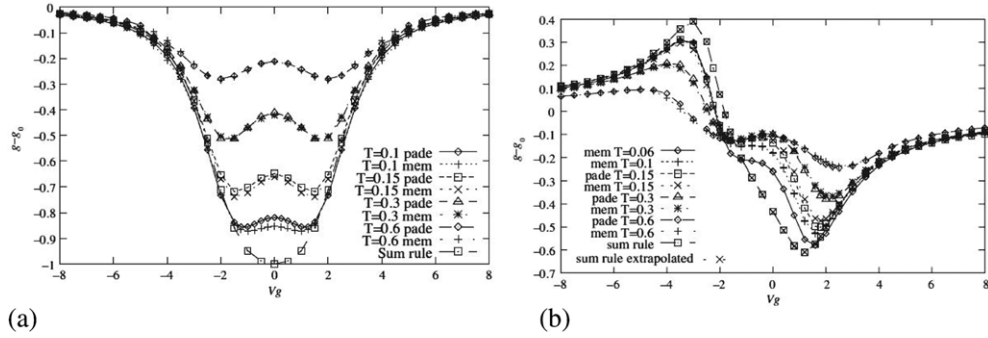 0
−0.1
−0.2
−0.3
−0.4
−0.5
−0.6
−0.7
−0.8
−0.9
−1
g−g0
T=0.1 pade
T=0.1 mem
T=0.15 pade
T=0.15 mem
T=0.3 pade
T=0.3 mem
T=0.6 pade
T=0.6 mem
Sum rule
−8 −6 −4 −2 0 2 4 6 8
Vg
(a)
0.4
0.3
0.2
0.1
0
−0.1
−0.2
−0.3
−0.4
−0.5
−0.6
−0.7
g−g0
mem T=0.06
mem T=0.1
pade T=0.15
mem T=0.15
pade T=0.3
mem T=0.3
pade T=0.6
mem T=0.6
sum rule
sum rule extrapolated
−8 −6 −4 −2 0 2 4 6 8
Vg
(b)